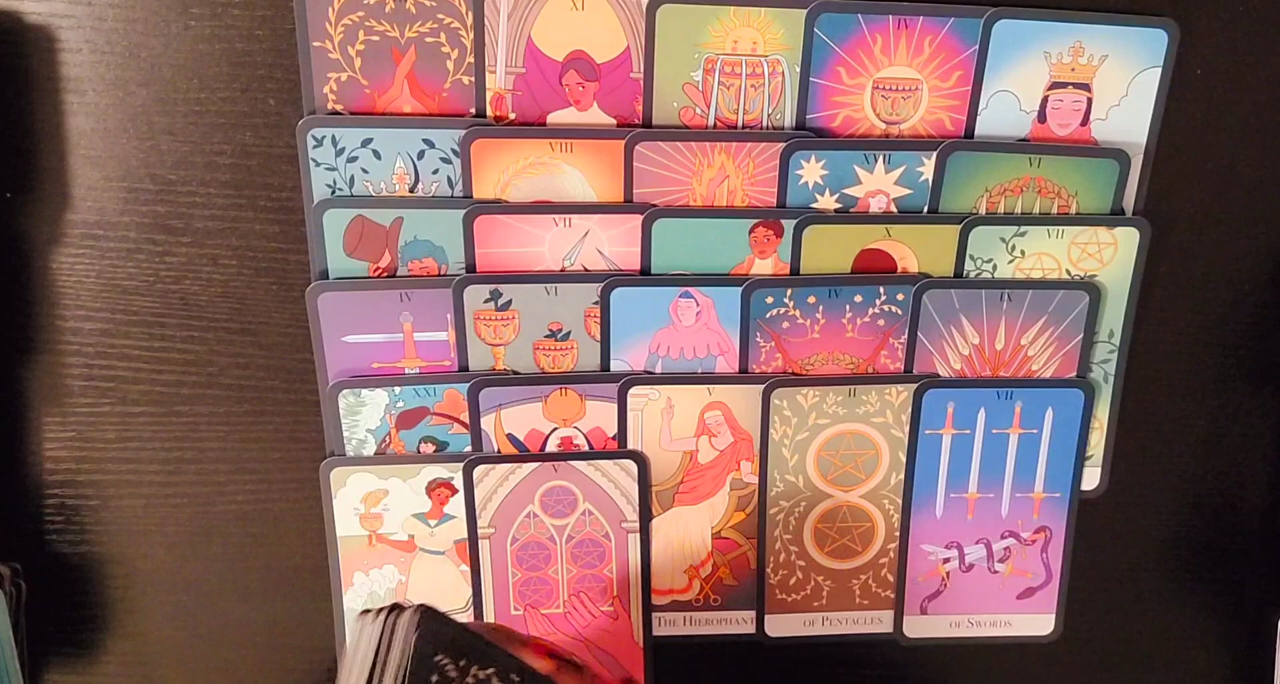 XI
IV
VIII
XVII
VI
VII
X
VII
IV
VI
IV
IX
XXI
II
V
II
VII
V
THE HIEROPHANT
OF PENTACLES
OF SWORDS